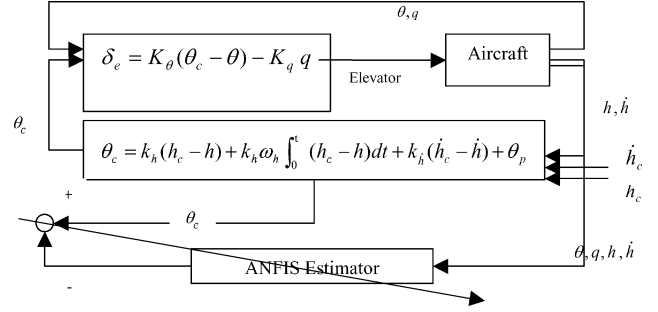 θ,q
δ_e = K_θ(θ_c − θ) − K_q q
Aircraft
Elevator
h, ḣ
θ_c
θ_c = k_h(h_c − h) + k_h ω_h ∫_0^t (h_c − h)dt + k_ḣ(ḣ_c − ḣ) + θ_p
ḣ_c
h_c
+
θ_c
θ, q, h, ḣ
ANFIS Estimator
-